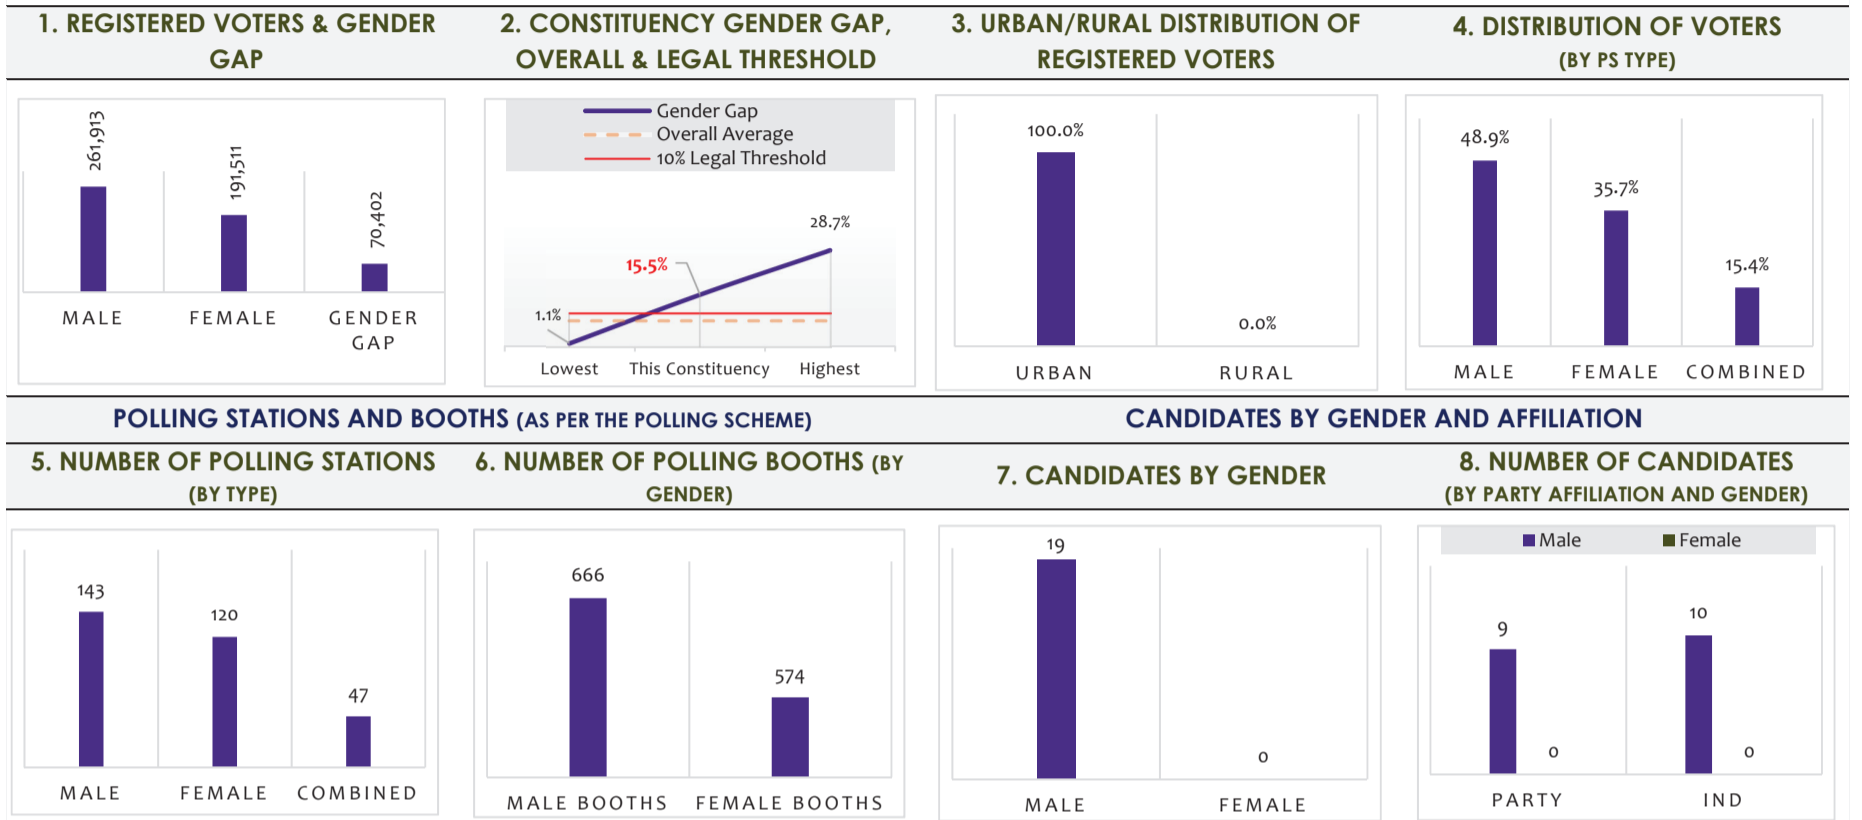 1. REGISTERED VOTERS & GENDER
GAP
261,913
191,511
70,402
MALE
FEMALE
GENDER
GAP
2. CONSTITUENCY GENDER GAP,
OVERALL & LEGAL THRESHOLD
Gender Gap
Overall Average
10% Legal Threshold
28.7%
15.5%
1.1%
Lowest
This Constituency
Highest
3. URBAN/RURAL DISTRIBUTION OF
REGISTERED VOTERS
100.0%
0.0%
URBAN
RURAL
4. DISTRIBUTION OF VOTERS
(BY PS TYPE)
48.9%
35.7%
15.4%
MALE
FEMALE
COMBINED
POLLING STATIONS AND BOOTHS (AS PER THE POLLING SCHEME)
CANDIDATES BY GENDER AND AFFILIATION
5. NUMBER OF POLLING STATIONS
(BY TYPE)
143
120
47
MALE
FEMALE
COMBINED
6. NUMBER OF POLLING BOOTHS (BY
GENDER)
666
574
MALE BOOTHS
FEMALE BOOTHS
7. CANDIDATES BY GENDER
19
0
MALE
FEMALE
8. NUMBER OF CANDIDATES
(BY PARTY AFFILIATION AND GENDER)
Male
Female
9
0
10
0
PARTY
IND